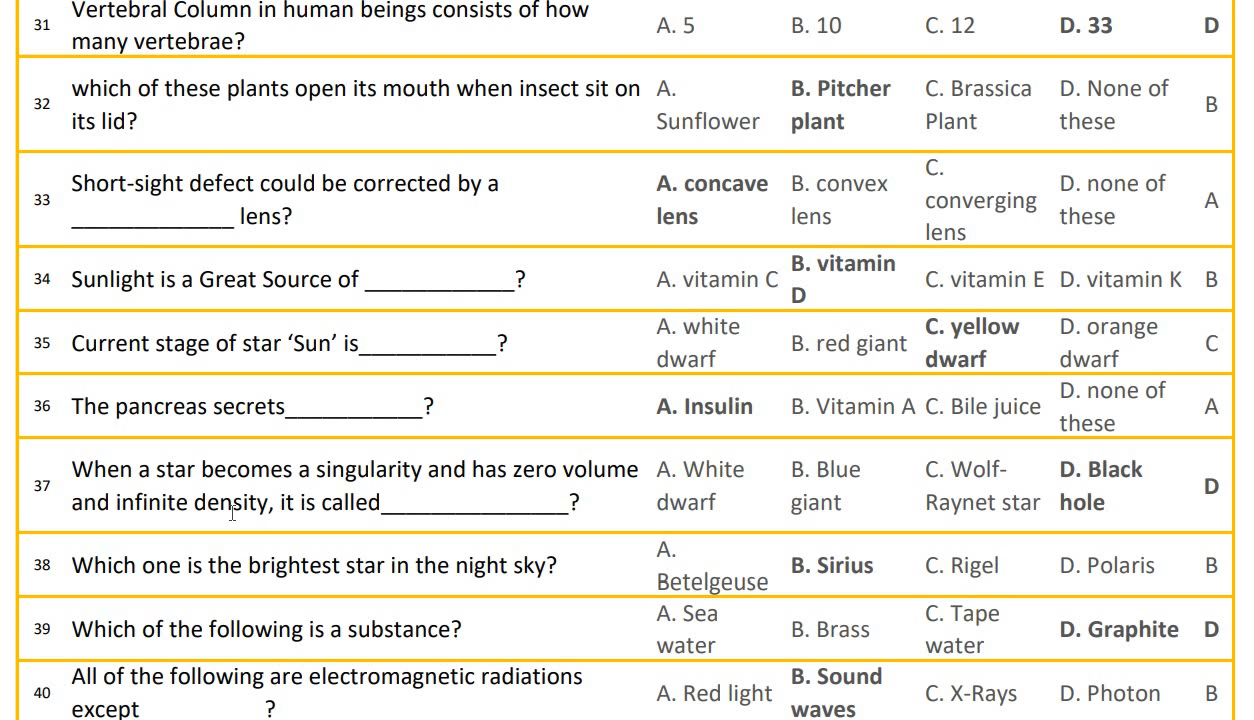 31 Vertebral Column in human beings consists of how many vertebrae? A. 5 B. 10 C. 12 D. 33 D
32 which of these plants open its mouth when insect sit on its lid? A. Sunflower B. Pitcher plant C. Brassica Plant D. None of these B
33 Short-sight defect could be corrected by a _____________ lens? A. concave lens B. convex lens C. converging lens D. none of these A
34 Sunlight is a Great Source of ____________? A. vitamin C B. vitamin D C. vitamin E D. vitamin K B
35 Current stage of star ‘Sun’ is___________? A. white dwarf B. red giant C. yellow dwarf D. orange dwarf C
36 The pancreas secrets___________? A. Insulin B. Vitamin A C. Bile juice D. none of these A
37 When a star becomes a singularity and has zero volume and infinite density, it is called_______________? A. White dwarf B. Blue giant C. Wolf-Raynet star D. Black hole D
38 Which one is the brightest star in the night sky? A. Betelgeuse B. Sirius C. Rigel D. Polaris B
39 Which of the following is a substance? A. Sea water B. Brass C. Tape water D. Graphite D
40 All of the following are electromagnetic radiations except__________? A. Red light B. Sound waves C. X-Rays D. Photon B